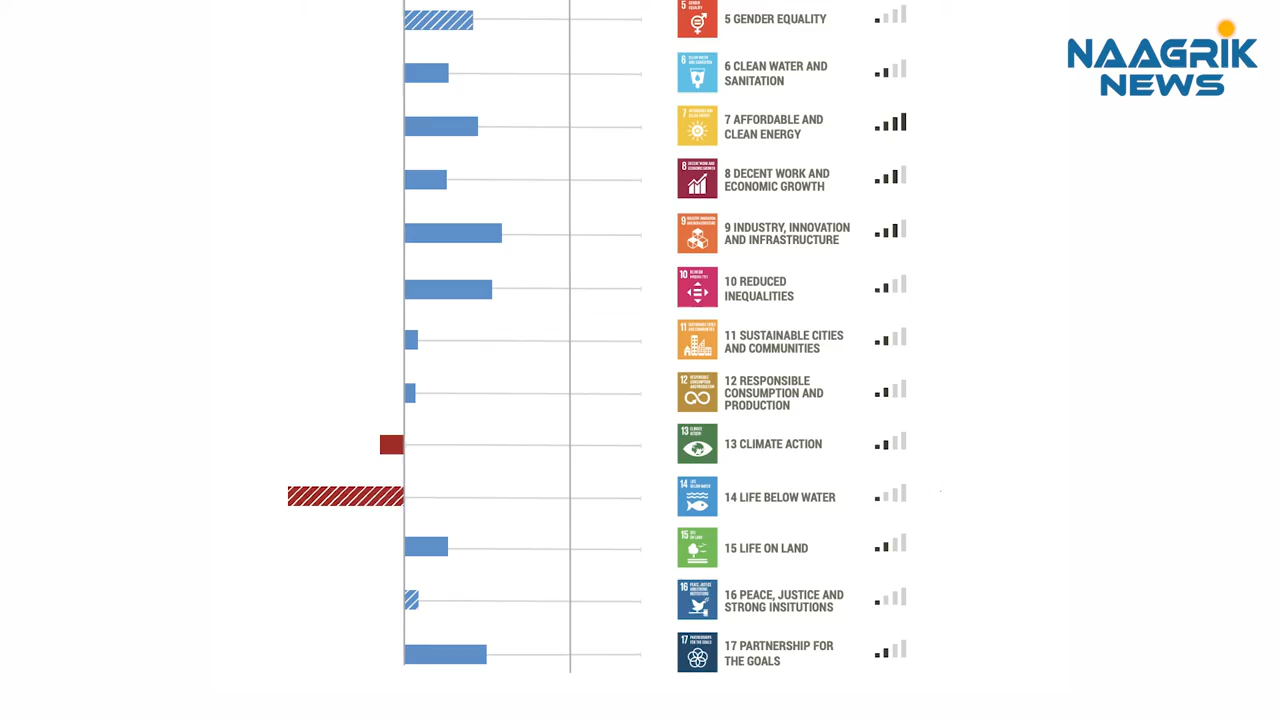 NAAGRIK
NEWS
5 GENDER EQUALITY
6 CLEAN WATER AND
SANITATION
7 AFFORDABLE AND
CLEAN ENERGY
8 DECENT WORK AND
ECONOMIC GROWTH
9 INDUSTRY, INNOVATION
AND INFRASTRUCTURE
10 REDUCED
INEQUALITIES
11 SUSTAINABLE CITIES
AND COMMUNITIES
12 RESPONSIBLE
CONSUMPTION AND
PRODUCTION
13 CLIMATE ACTION
14 LIFE BELOW WATER
15 LIFE ON LAND
16 PEACE, JUSTICE AND
STRONG INSITUTIONS
17 PARTNERSHIP FOR
THE GOALS